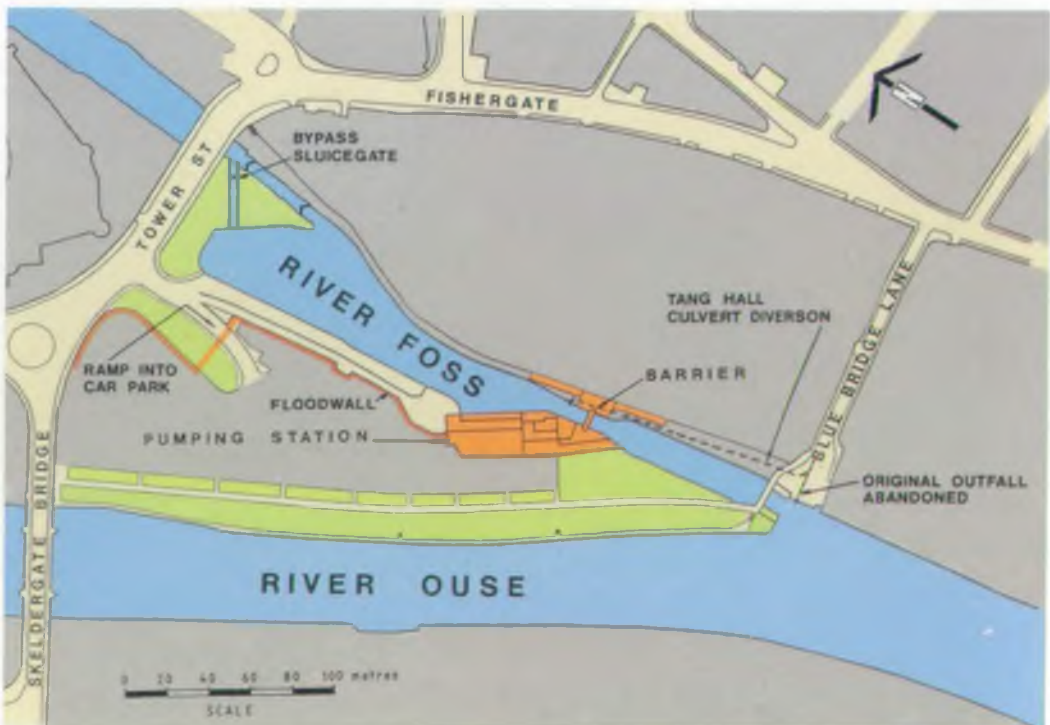 FISHERGATE
N
BYPASS
SLUICEGATE
TOWER ST
RIVER FOSS
TANG HALL
CULVERT DIVERSON
BLUE BRIDGE LANE
RAMP INTO
CAR PARK
BARRIER
FLOODWALL
PUMPING STATION
ORIGINAL OUTFALL
ABANDONED
SKELDERGATE BRIDGE
RIVER OUSE
0 20 40 60 80 100 metres
SCALE